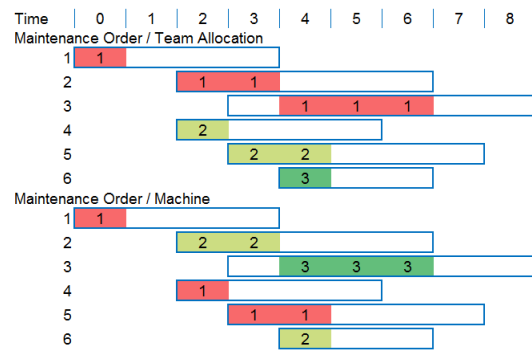 Time 0 1 2 3 4 5 6 7 8
Maintenance Order / Team Allocation
1 1
2 1 1
3 1 1 1
4 2
5 2 2
6 3
Maintenance Order / Machine
1 1
2 2 2
3 3 3 3
4 1
5 1 1
6 2